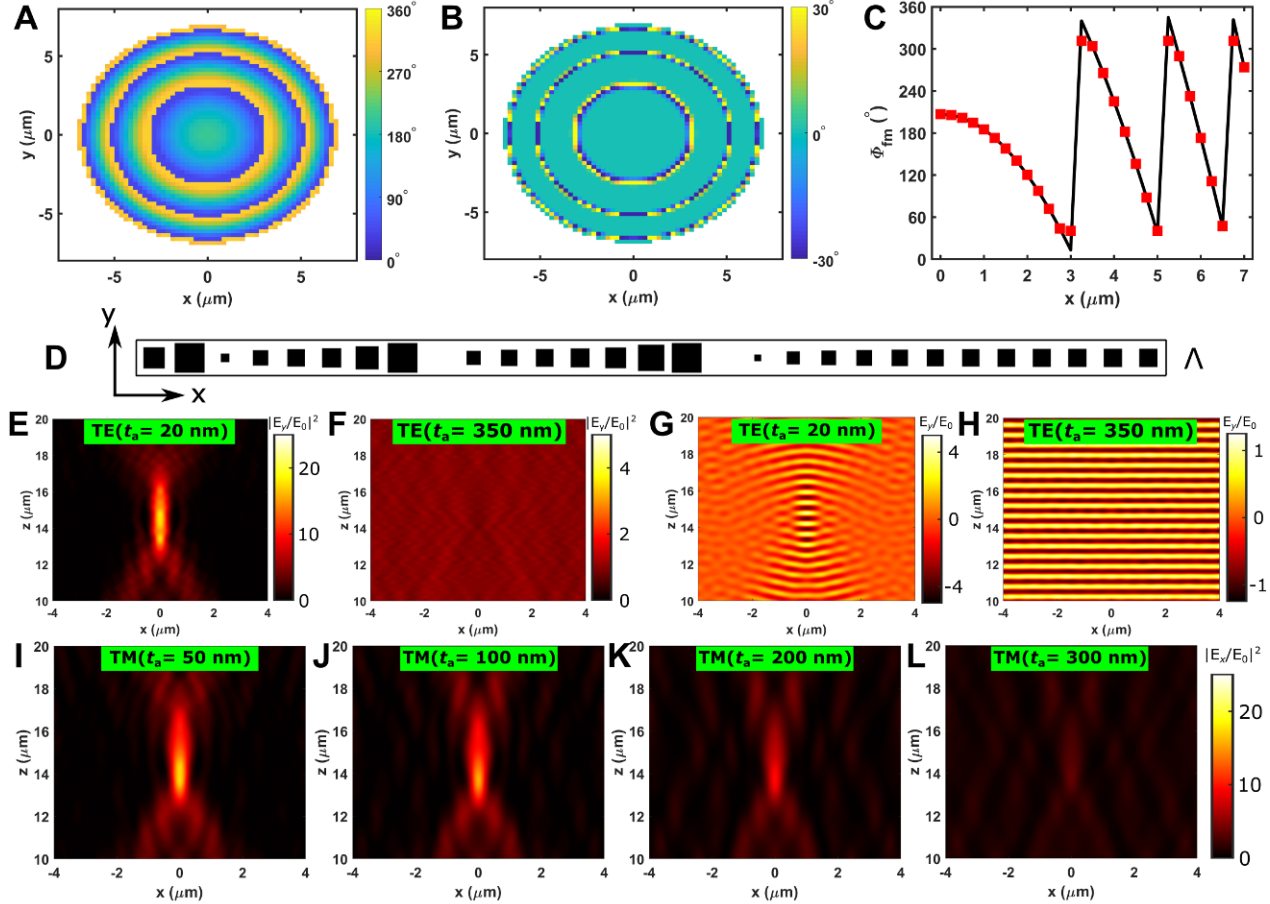 A
360°
270°
180°
90°
0°
5
0
-5
y (μm)
-5
0
5
x (μm)
B
30°
0°
-30°
5
0
-5
y (μm)
-5
0
5
x (μm)
C
360
300
240
180
120
60
0
Φfm (°)
0 1 2 3 4 5 6 7
x (μm)
D
y
x
Λ
E
TE(ta= 20 nm)
|Ey/E0|²
20
18
16
14
12
10
z (μm)
-4 -2 0 2 4
x (μm)
20
10
0
F
TE(ta= 350 nm)
|Ey/E0|²
20
18
16
14
12
10
z (μm)
-4 -2 0 2 4
x (μm)
4
2
0
G
TE(ta= 20 nm)
Ey/E0
20
18
16
14
12
10
z (μm)
-4 -2 0 2 4
x (μm)
4
0
-4
H
TE(ta= 350 nm)
Ey/E0
20
18
16
14
12
10
z (μm)
-4 -2 0 2 4
x (μm)
1
0
-1
I
TM(ta= 50 nm)
20
18
16
14
12
10
z (μm)
-4 -2 0 2 4
x (μm)
J
TM(ta= 100 nm)
20
18
16
14
12
10
z (μm)
-4 -2 0 2 4
x (μm)
K
TM(ta= 200 nm)
20
18
16
14
12
10
z (μm)
-4 -2 0 2 4
x (μm)
L
TM(ta= 300 nm)
20
18
16
14
12
10
z (μm)
-4 -2 0 2 4
x (μm)
|Ex/E0|²
20
10
0